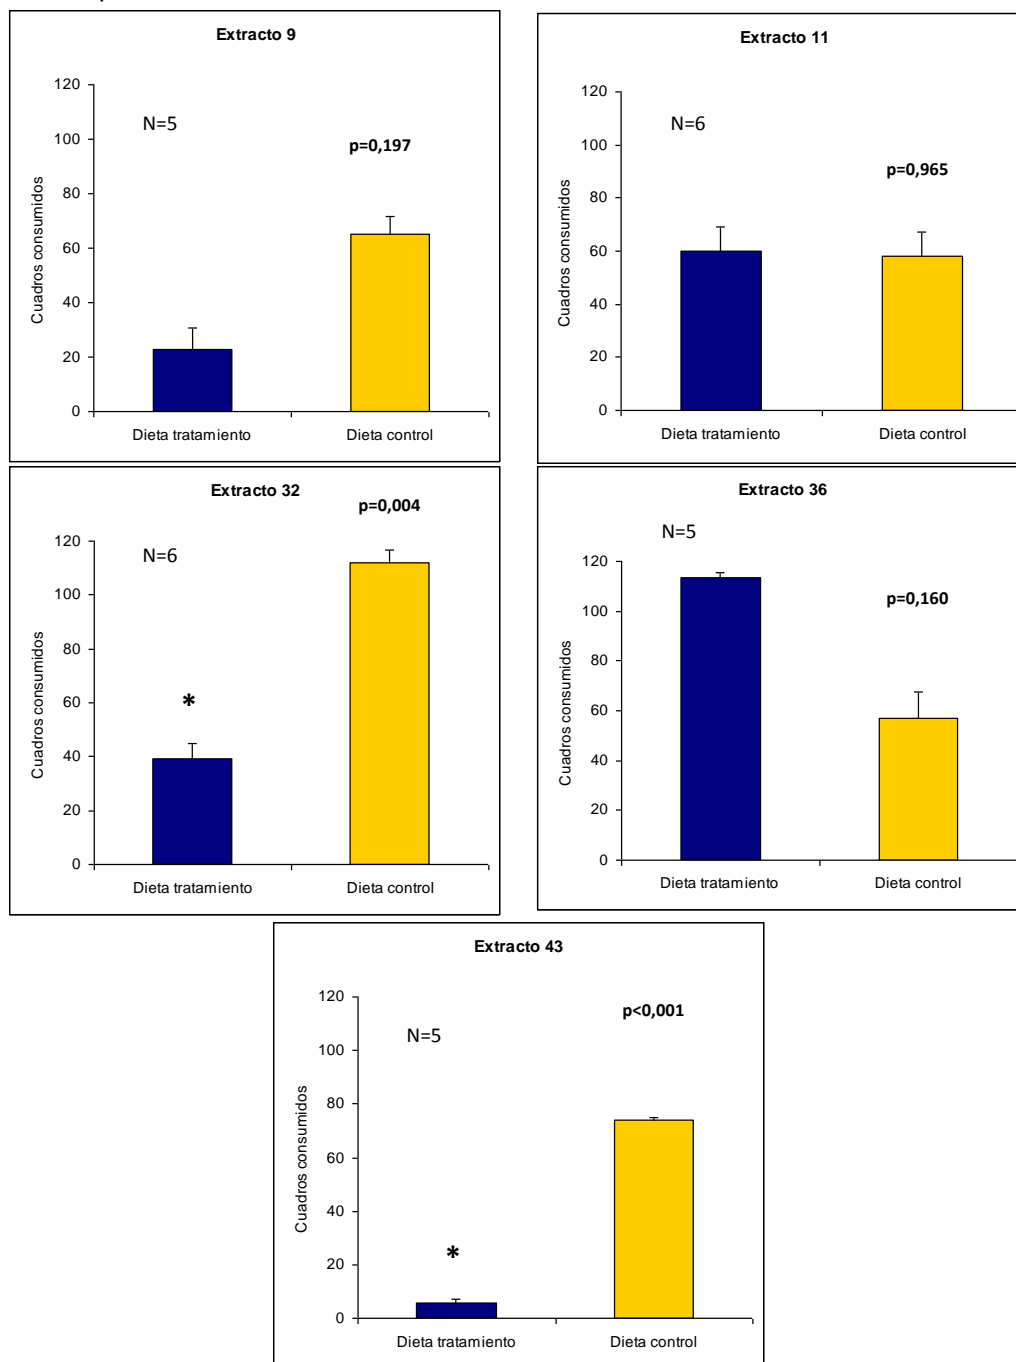 Extracto 9
120
100
80
60
40
20
0
Cuadros consumidos
N=5
p=0,197
Dieta tratamiento
Dieta control
Extracto 11
120
100
80
60
40
20
0
Cuadros consumidos
N=6
p=0,965
Dieta tratamiento
Dieta control
Extracto 32
p=0,004
120
100
80
60
40
20
0
Cuadros consumidos
N=6
*
Dieta tratamiento
Dieta control
Extracto 36
N=5
120
100
80
60
40
20
0
Cuadros consumidos
p=0,160
Dieta tratamiento
Dieta control
Extracto 43
120
100
80
60
40
20
0
Cuadros consumidos
p<0,001
N=5
*
Dieta tratamiento
Dieta control